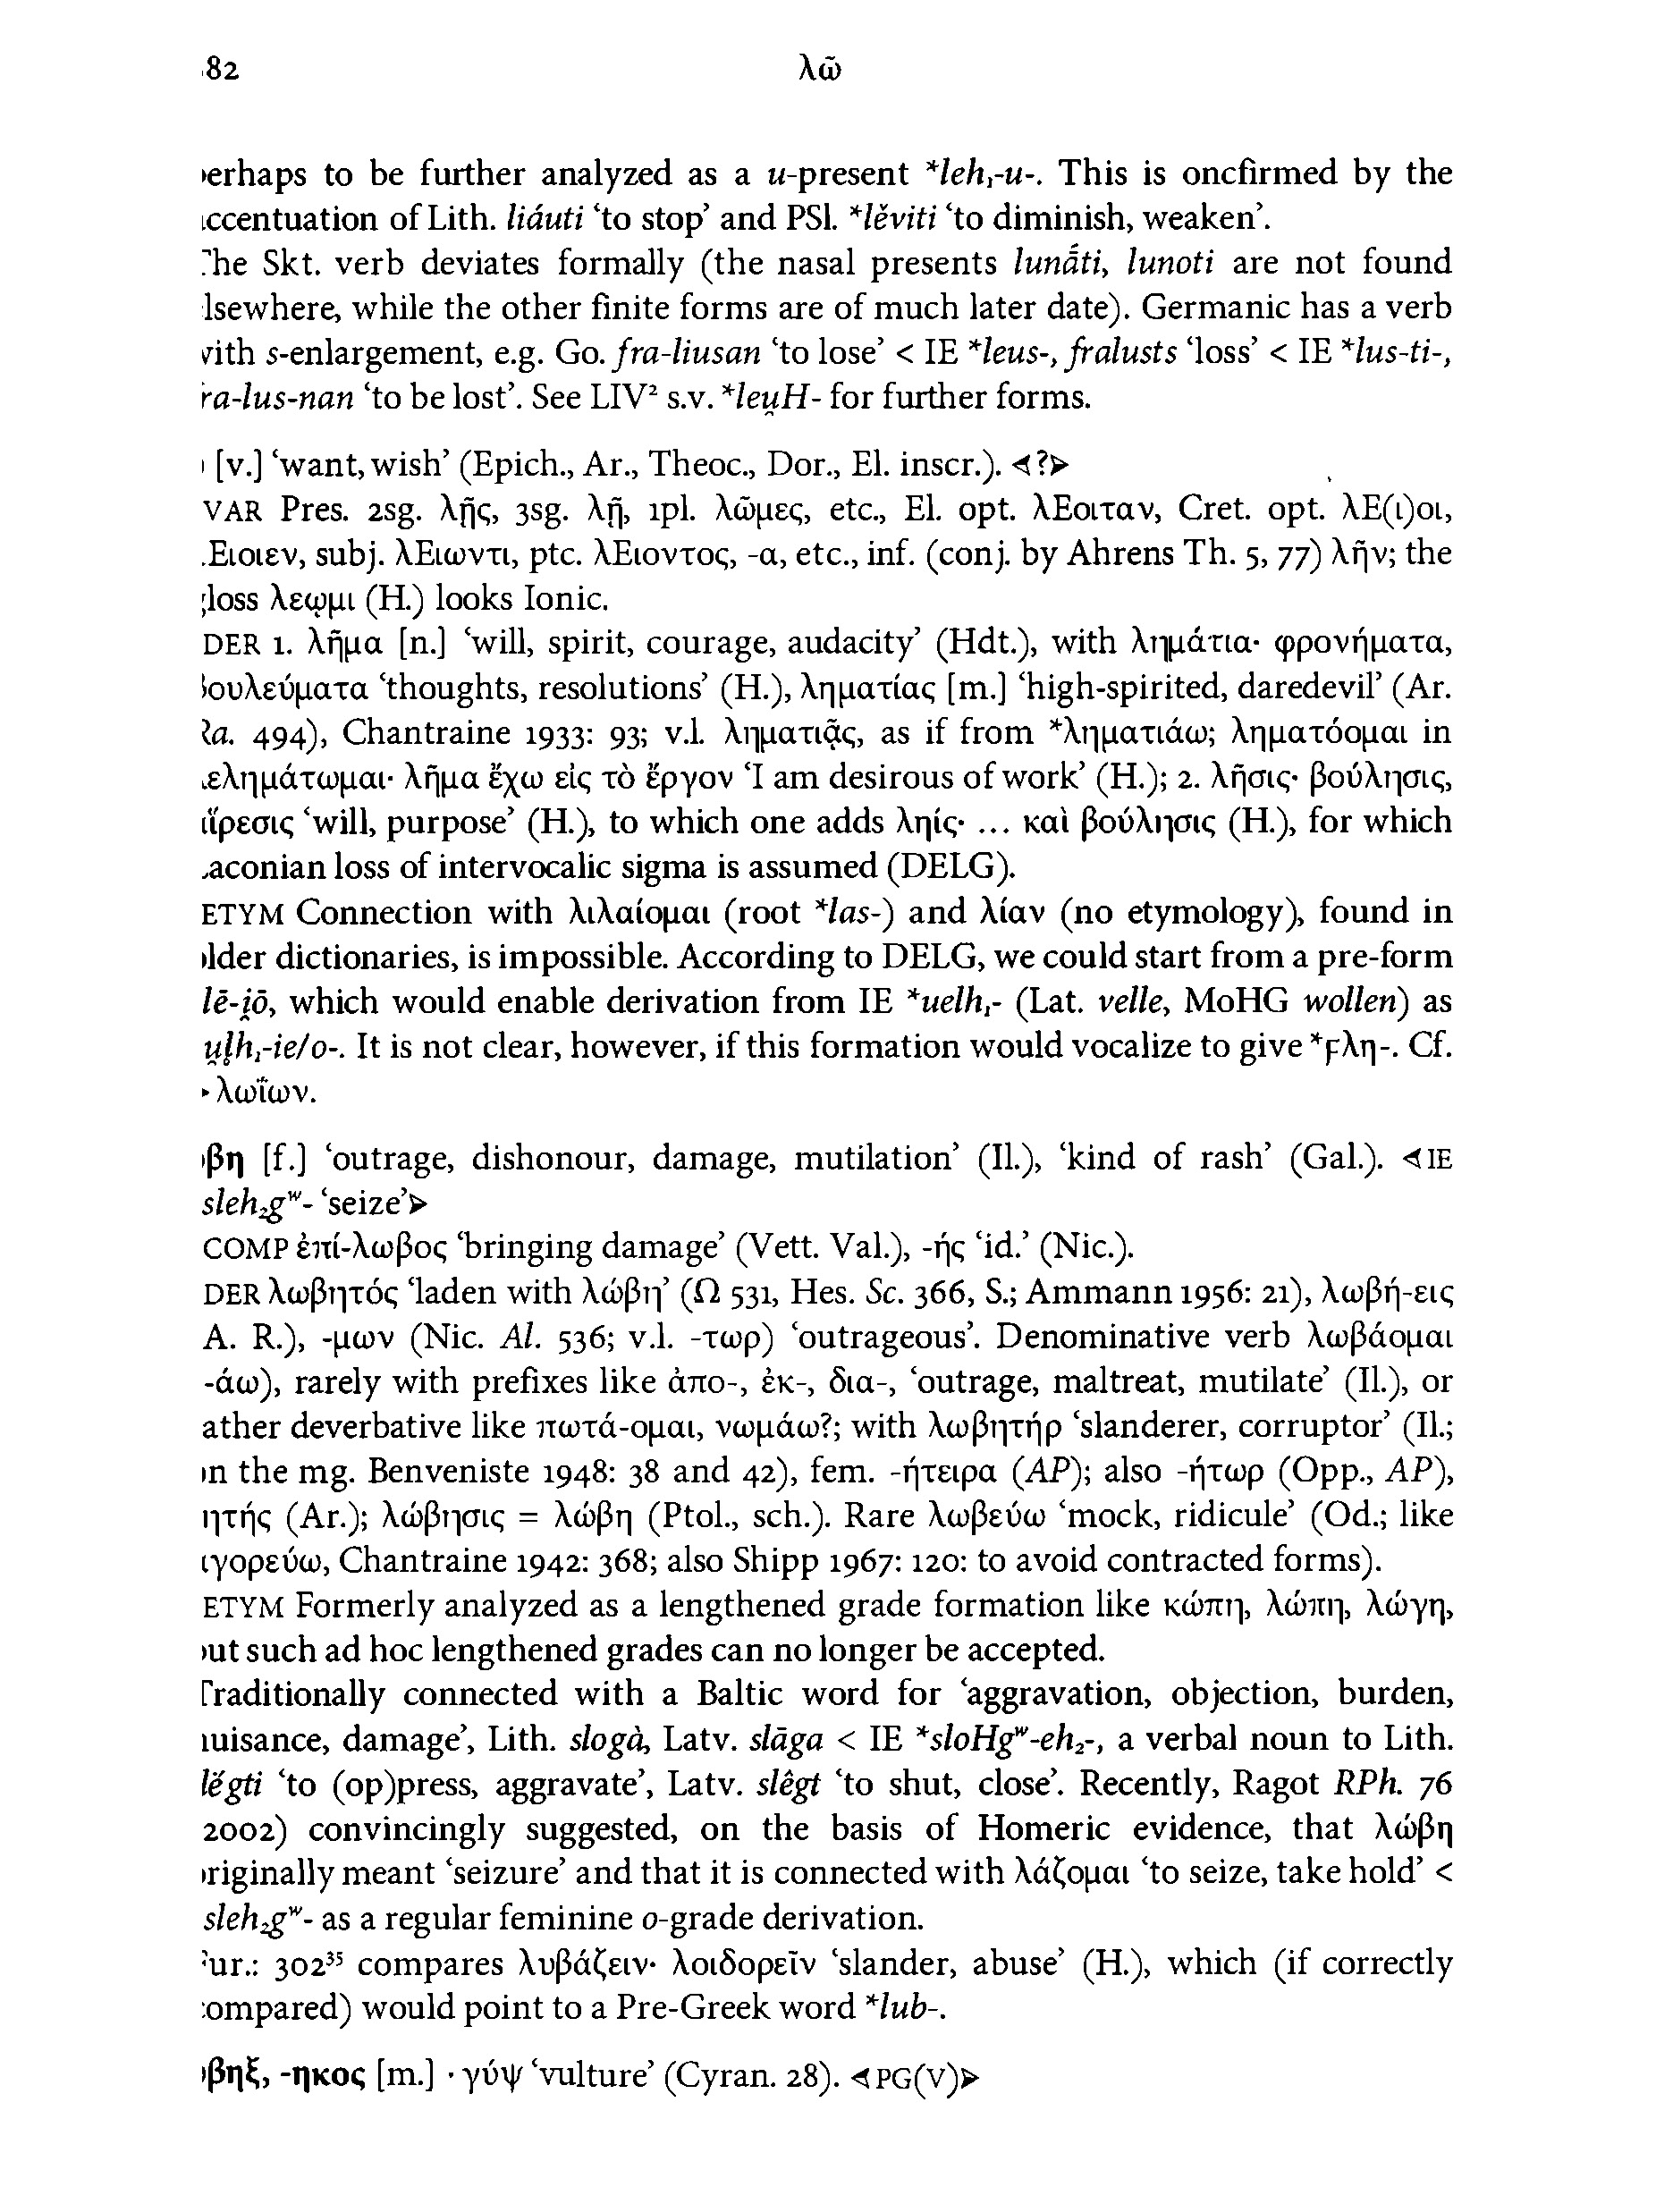 82 λῶ
erhaps to be further analyzed as a u-present *leh₁-u-. This is oncfirmed by the
ccentuation of Lith. liáuti ‘to stop’ and PSl. *lěviti ‘to diminish, weaken’.
he Skt. verb deviates formally (the nasal presents lunā́ti, lunoti are not found
lsewhere, while the other finite forms are of much later date). Germanic has a verb
ith s-enlargement, e.g. Go. fra-liusan ‘to lose’ < IE *leus-, fralusts ‘loss’ < IE *lus-ti-,
ra-lus-nan ‘to be lost’. See LIV² s.v. *leu̯H- for further forms.
[v.] ‘want, wish’ (Epich., Ar., Theoc., Dor., El. inscr.). ⋖?⋗
VAR Pres. 2sg. λῇς, 3sg. λῇ, 1pl. λῶμες, etc., El. opt. λΕοιταν, Cret. opt. λΕ(ι)οι,
Ειοιεν, subj. λΕιωντι, ptc. λΕιοντος, -α, etc., inf. (conj. by Ahrens Th. 5, 77) λῆν; the
loss λεῳμι (H.) looks Ionic.
DER 1. λῆμα [n.] ‘will, spirit, courage, audacity’ (Hdt.), with λημάτια· φρονήματα,
ουλεύματα ‘thoughts, resolutions’ (H.), ληματίας [m.] ‘high-spirited, daredevil’ (Ar.
Ra. 494), Chantraine 1933: 93; v.l. ληματιᾷς, as if from *ληματιάω; ληματόομαι in
ελημάτωμαι· λῆμα ἔχω εἰς τὸ ἔργον ‘I am desirous of work’ (H.); 2. λῆσις· βούλησις,
ἵρεσις ‘will, purpose’ (H.), to which one adds ληίς· ... καὶ βούλησις (H.), for which
aconian loss of intervocalic sigma is assumed (DELG).
ETYM Connection with λιλαίομαι (root *las-) and λίαν (no etymology), found in
lder dictionaries, is impossible. According to DELG, we could start from a pre-form
lē-i̯ō, which would enable derivation from IE *uelh₁- (Lat. velle, MoHG wollen) as
u̯l̥h₁-ie/o-. It is not clear, however, if this formation would vocalize to give *ϝλη-. Cf.
▸ λωΐων.
βη [f.] ‘outrage, dishonour, damage, mutilation’ (Il.), ‘kind of rash’ (Gal.). ⋖IE
sleh₂gʷ- ‘seize’⋗
COMP ἐπί-λωβος ‘bringing damage’ (Vett. Val.), -ής ‘id.’ (Nic.).
DER λωβητός ‘laden with λώβη’ (Ω 531, Hes. Sc. 366, S.; Ammann 1956: 21), λωβή-εις
A. R.), -μων (Nic. Al. 536; v.l. -τωρ) ‘outrageous’. Denominative verb λωβάομαι
-άω), rarely with prefixes like ἀπο-, ἐκ-, δια-, ‘outrage, maltreat, mutilate’ (Il.), or
ather deverbative like πωτά-ομαι, νωμάω?; with λωβητήρ ‘slanderer, corruptor’ (Il.;
n the mg. Benveniste 1948: 38 and 42), fem. -ήτειρα (AP); also -ήτωρ (Opp., AP),
ητής (Ar.); λώβησις = λώβη (Ptol., sch.). Rare λωβεύω ‘mock, ridicule’ (Od.; like
γορεύω, Chantraine 1942: 368; also Shipp 1967: 120: to avoid contracted forms).
ETYM Formerly analyzed as a lengthened grade formation like κώπη, λώπη, λώγη,
ut such ad hoc lengthened grades can no longer be accepted.
Traditionally connected with a Baltic word for ‘aggravation, objection, burden,
uisance, damage’, Lith. slogà, Latv. slāga < IE *sloHgʷ-eh₂-, a verbal noun to Lith.
lė́gti ‘to (op)press, aggravate’, Latv. slêgt ‘to shut, close’. Recently, Ragot RPh. 76
2002) convincingly suggested, on the basis of Homeric evidence, that λώβη
riginally meant ‘seizure’ and that it is connected with λάζομαι ‘to seize, take hold’ <
sleh₂gʷ- as a regular feminine o-grade derivation.
ur.: 302³⁵ compares λυβάζειν· λοιδορεῖν ‘slander, abuse’ (H.), which (if correctly
ompared) would point to a Pre-Greek word *lub-.
βηξ, -ηκος [m.] · γύψ ‘vulture’ (Cyran. 28). ⋖PG(V)⋗